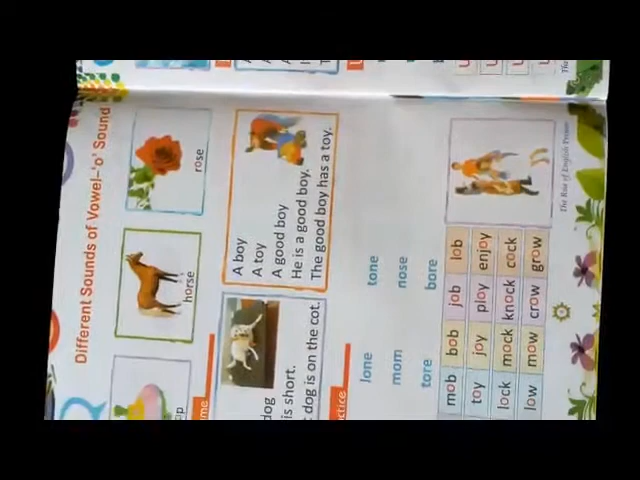 Different Sounds of Vowel-'o' Sound
horse
rose
dog
is short.
dog is on the cot.
A boy
A toy
A good boy
He is a good boy.
The good boy has a toy.
lone tone
mom nose
tore bore
mob bob job lob
toy joy ploy enjoy
lock mock knock cock
low mow crow grow
The Rise of English Primer